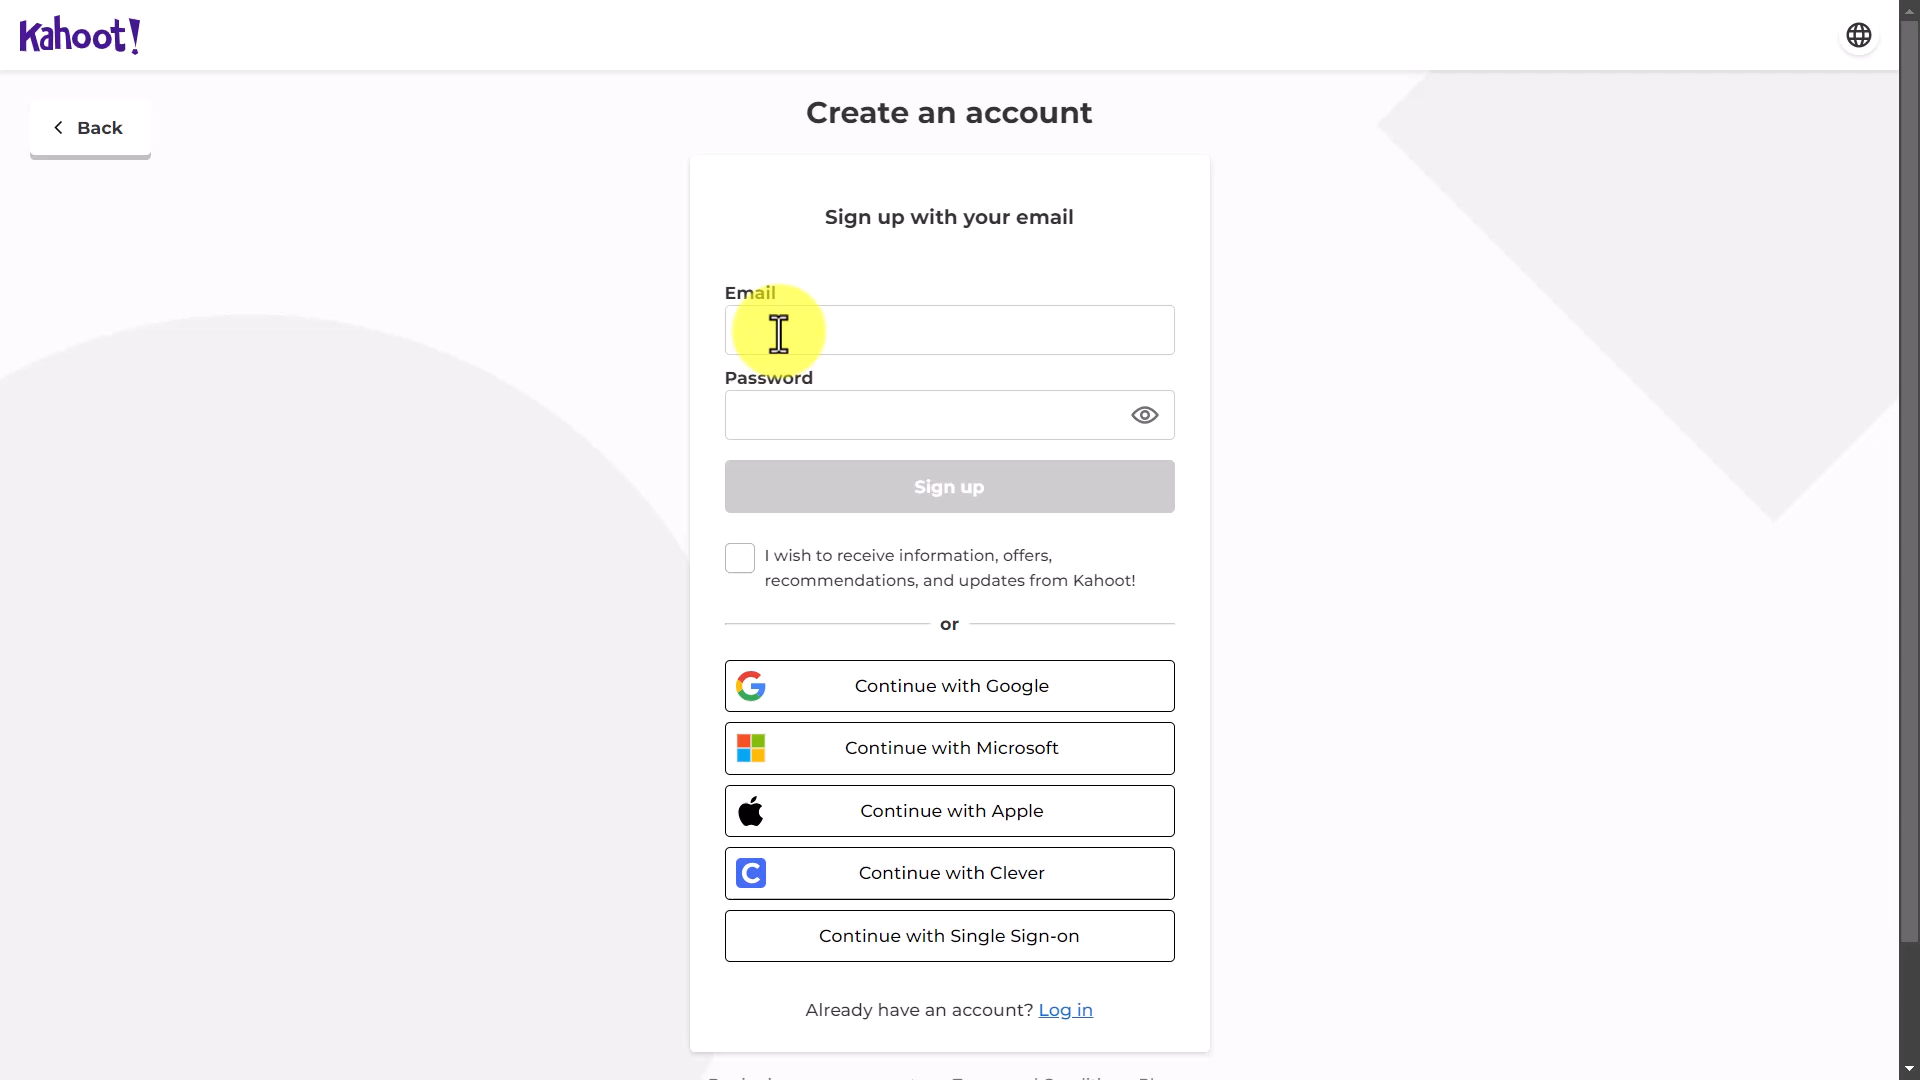 Kahoot!
Back
Create an account
Sign up with your email
Email
Password
Sign up
I wish to receive information, offers,
recommendations, and updates from Kahoot!
or
Continue with Google
Continue with Microsoft
Continue with Apple
C
Continue with Clever
Continue with Single Sign-on
Already have an account? Log in